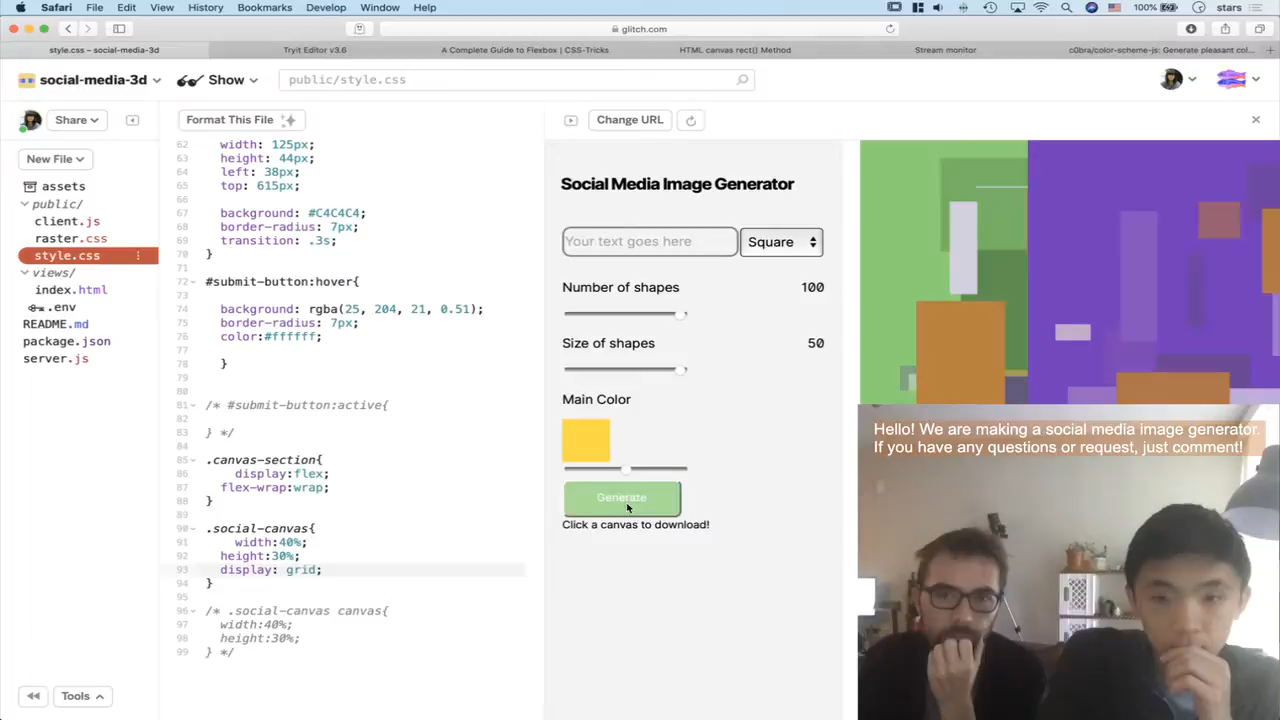 Safari File Edit View History Bookmarks Develop Window Help 100% stars
glitch.com
style.css – social-media-3d Tryit Editor v3.6 A Complete Guide to Flexbox | CSS-Tricks HTML canvas rect() Method Stream monitor c0bra/color-scheme-js: Generate pleasant col...
social-media-3d Show public/style.css
Share Format This File Change URL
New File
assets
public/
client.js
raster.css
style.css
views/
index.html
.env
README.md
package.json
server.js
Tools
62 width: 125px;
63 height: 44px;
64 left: 38px;
65 top: 615px;
66
67 background: #C4C4C4;
68 border-radius: 7px;
69 transition: .3s;
70 }
71
72 #submit-button:hover{
73
74 background: rgba(25, 204, 21, 0.51);
75 border-radius: 7px;
76 color:#ffffff;
77
78 }
79
80
81 /* #submit-button:active{
82
83 } */
84
85 .canvas-section{
86 display:flex;
87 flex-wrap:wrap;
88 }
89
90 .social-canvas{
91 width:40%;
92 height:30%;
93 display: grid;
94 }
95
96 /* .social-canvas canvas{
97 width:40%;
98 height:30%;
99 } */
Social Media Image Generator
Your text goes here Square
Number of shapes 100
Size of shapes 50
Main Color
Generate
Click a canvas to download!
Hello! We are making a social media image generator.
If you have any questions or request, just comment!